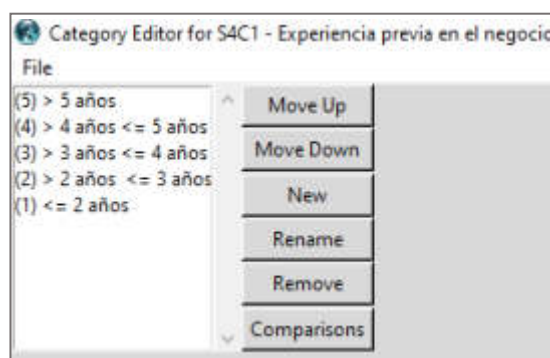 Category Editor for S4C1 - Experiencia previa en el negocio
File
(5) > 5 años
(4) > 4 años <= 5 años
(3) > 3 años <= 4 años
(2) > 2 años  <= 3 años
(1) <= 2 años
Move Up
Move Down
New
Rename
Remove
Comparisons